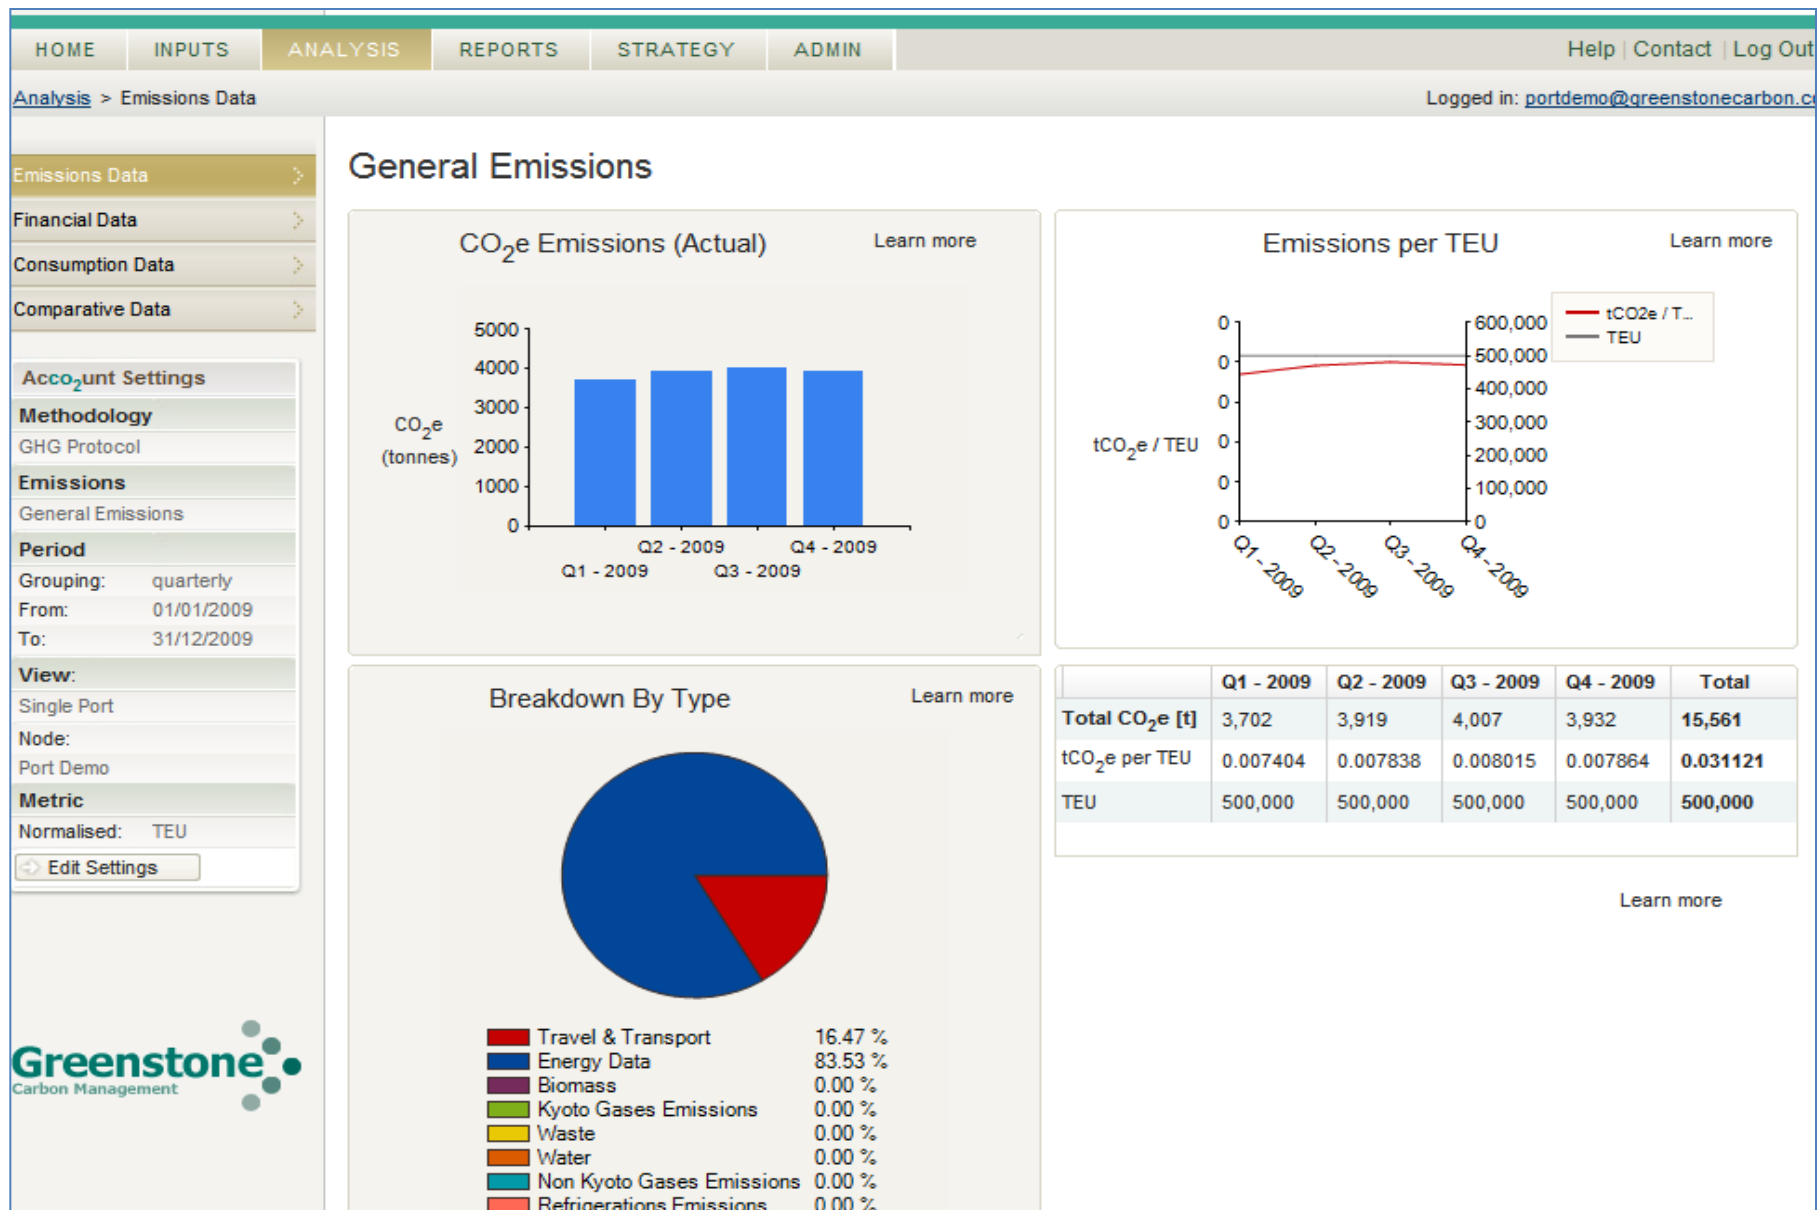 HOME INPUTS ANALYSIS REPORTS STRATEGY ADMIN Help | Contact | Log Out
Analysis > Emissions Data Logged in: portdemo@greenstonecarbon.c
Emissions Data
Financial Data
Consumption Data
Comparative Data
Acco2unt Settings
Methodology
GHG Protocol
Emissions
General Emissions
Period
Grouping: quarterly
From: 01/01/2009
To: 31/12/2009
View:
Single Port
Node:
Port Demo
Metric
Normalised: TEU
Edit Settings
Greenstone
Carbon Management
General Emissions
CO2e Emissions (Actual) Learn more
5000
4000
3000
2000
1000
0
CO2e
(tonnes)
Q2 - 2009 Q4 - 2009
Q1 - 2009 Q3 - 2009
Emissions per TEU Learn more
0
0
0
0
0
0
tCO2e / TEU
600,000
500,000
400,000
300,000
200,000
100,000
0
tCO2e / T...
TEU
Q1 - 2009 Q2 - 2009 Q3 - 2009 Q4 - 2009
Breakdown By Type Learn more
Travel & Transport 16.47 %
Energy Data 83.53 %
Biomass 0.00 %
Kyoto Gases Emissions 0.00 %
Waste 0.00 %
Water 0.00 %
Non Kyoto Gases Emissions 0.00 %
Refrigerations Emissions 0.00 %
Q1 - 2009 Q2 - 2009 Q3 - 2009 Q4 - 2009 Total
Total CO2e [t] 3,702 3,919 4,007 3,932 15,561
tCO2e per TEU 0.007404 0.007838 0.008015 0.007864 0.031121
TEU 500,000 500,000 500,000 500,000 500,000
Learn more